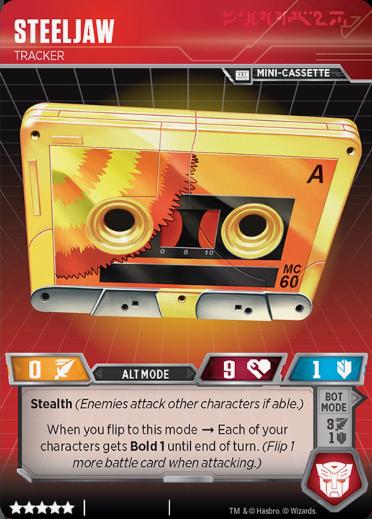 STEELJAW
TRACKER
MINI-CASSETTE
A
0 8 10
MC
60
0 ALT MODE 9 1
Stealth (Enemies attack other characters if able.)
When you flip to this mode → Each of your
characters gets Bold 1 until end of turn. (Flip 1
more battle card when attacking.)
BOT
MODE
3
1
TM & © Hasbro. © Wizards.